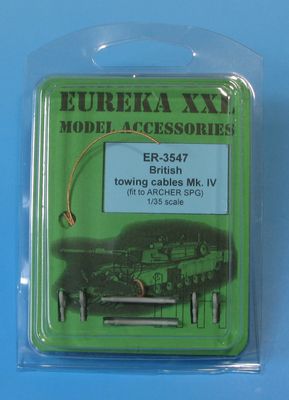 EUREKA XXL
MODEL ACCESSORIES
ER-3547
British
towing cables Mk. IV
(fit to ARCHER SPG)
1/35 scale